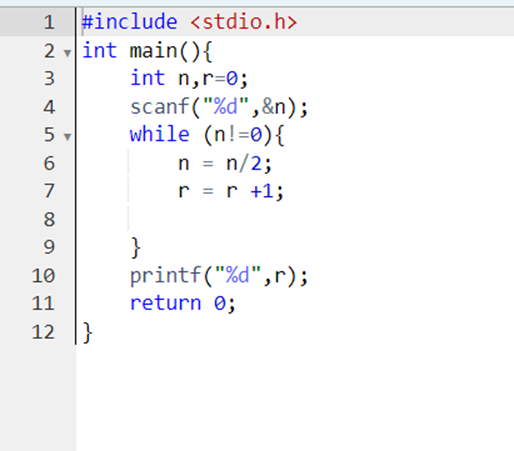 1 #include <stdio.h>
2 int main(){
3     int n,r=0;
4     scanf("%d",&n);
5     while (n!=0){
6         n = n/2;
7         r = r +1;
8
9     }
10     printf("%d",r);
11     return 0;
12 }